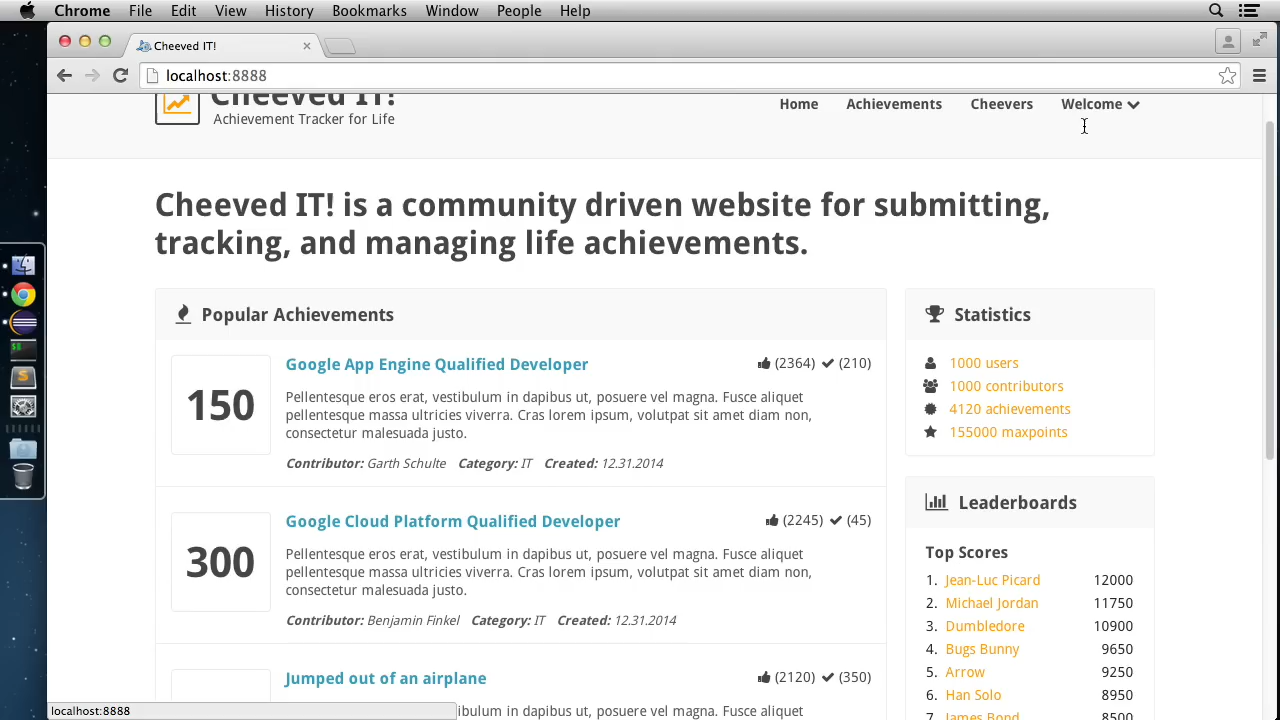 Chrome File Edit View History Bookmarks Window People Help
Cheeved IT!
localhost:8888
Cheeved IT!
Achievement Tracker for Life
Home Achievements Cheevers Welcome
Cheeved IT! is a community driven website for submitting,
tracking, and managing life achievements.
Popular Achievements
150
Google App Engine Qualified Developer (2364) (210)
Pellentesque eros erat, vestibulum in dapibus ut, posuere vel magna. Fusce aliquet
pellentesque massa ultricies viverra. Cras lorem ipsum, volutpat sit amet diam non,
consectetur malesuada justo.
Contributor: Garth Schulte Category: IT Created: 12.31.2014
300
Google Cloud Platform Qualified Developer (2245) (45)
Pellentesque eros erat, vestibulum in dapibus ut, posuere vel magna. Fusce aliquet
pellentesque massa ultricies viverra. Cras lorem ipsum, volutpat sit amet diam non,
consectetur malesuada justo.
Contributor: Benjamin Finkel Category: IT Created: 12.31.2014
Jumped out of an airplane (2120) (350)
ibulum in dapibus ut, posuere vel magna. Fusce aliquet
Statistics
1000 users
1000 contributors
4120 achievements
155000 maxpoints
Leaderboards
Top Scores
1. Jean-Luc Picard 12000
2. Michael Jordan 11750
3. Dumbledore 10900
4. Bugs Bunny 9650
5. Arrow 9250
6. Han Solo 8950
7. James Bond 8500
localhost:8888